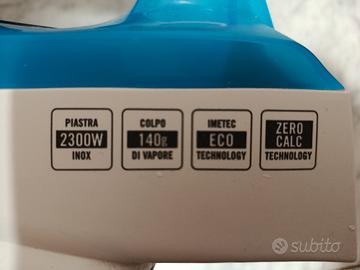 PIASTRA
2300W
INOX
COLPO
140g
DI VAPORE
IMETEC
ECO
TECHNOLOGY
ZERO
CALC
TECHNOLOGY
subito